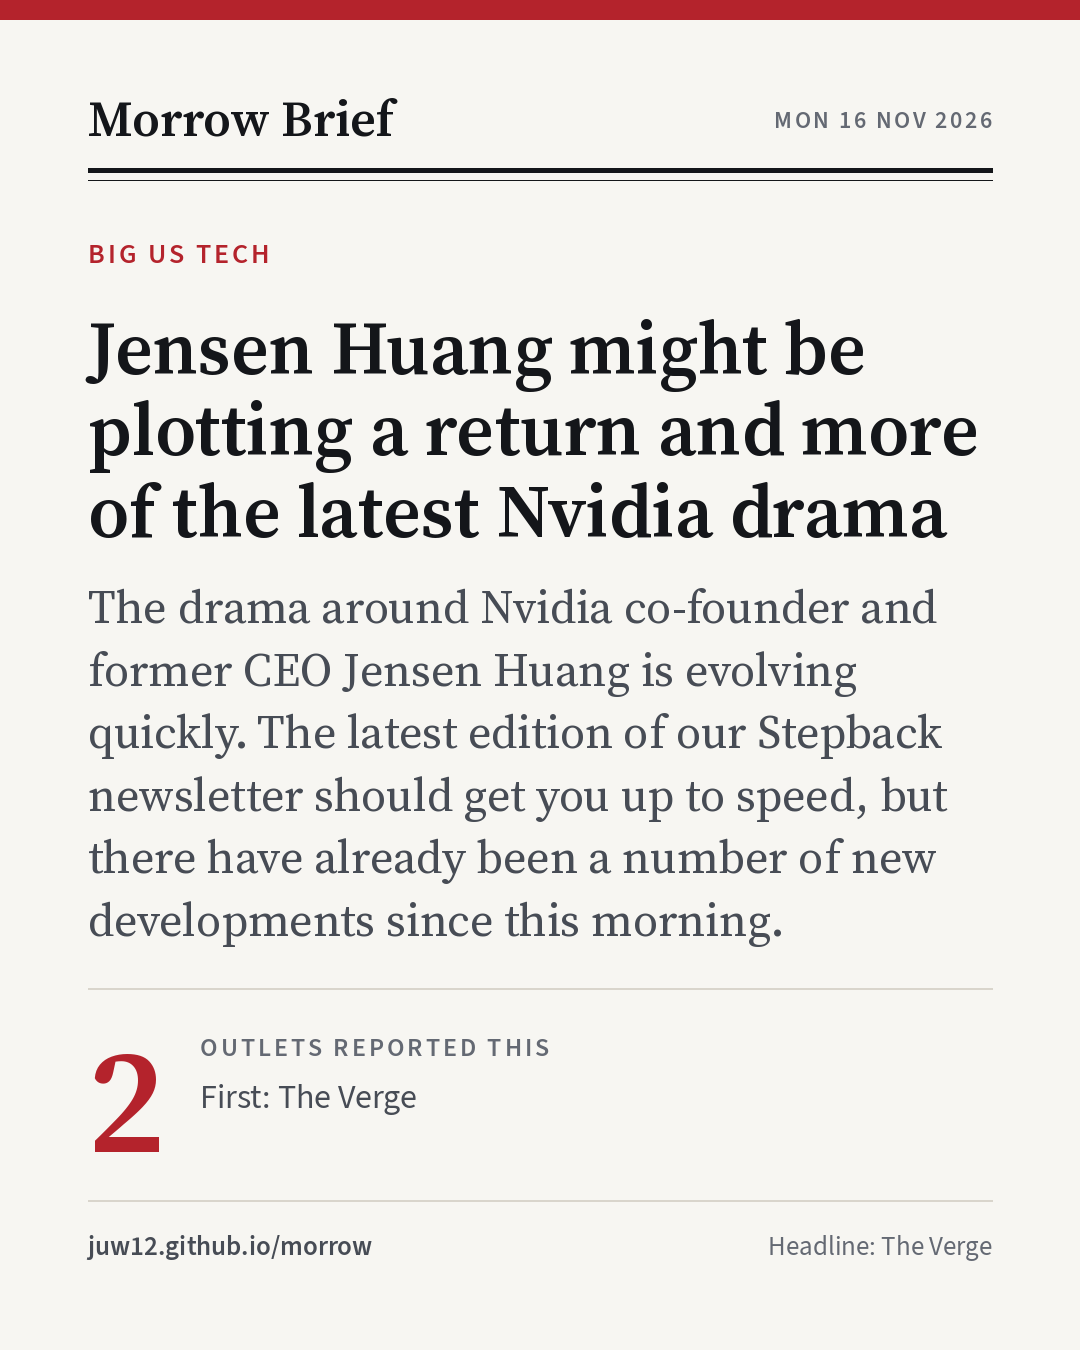 Morrow Brief
MON 16 NOV 2026
BIG US TECH
Jensen Huang might be
plotting a return and more
of the latest Nvidia drama
The drama around Nvidia co-founder and
former CEO Jensen Huang is evolving
quickly. The latest edition of our Stepback
newsletter should get you up to speed, but
there have already been a number of new
developments since this morning.
2
OUTLETS REPORTED THIS
First: The Verge
juw12.github.io/morrow
Headline: The Verge